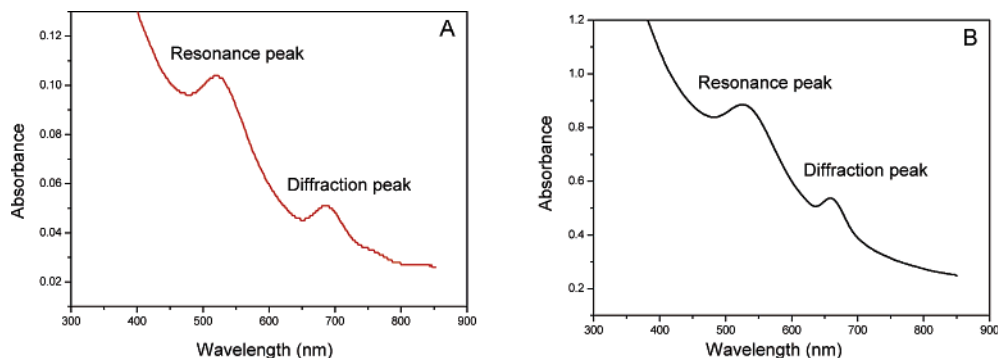 A
Resonance peak
Diffraction peak
Absorbance
0.12
0.10
0.08
0.06
0.04
0.02
300 400 500 600 700 800 900
Wavelength (nm)
B
Resonance peak
Diffraction peak
Absorbance
1.2
1.0
0.8
0.6
0.4
0.2
300 400 500 600 700 800 900
Wavelength (nm)